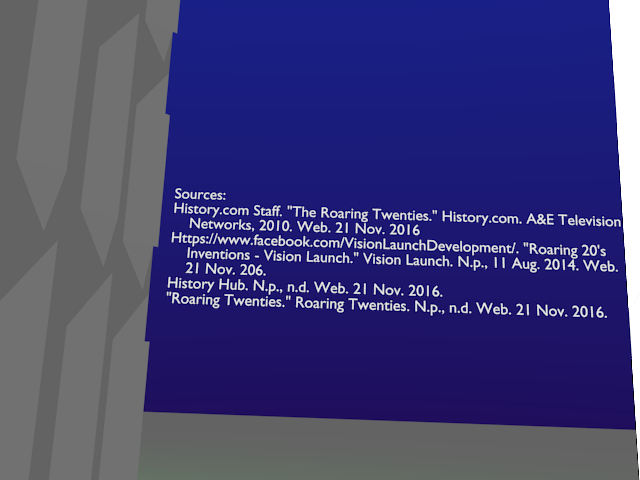 Sources:
History.com Staff. "The Roaring Twenties." History.com. A&E Television
Networks, 2010. Web. 21 Nov. 2016
Https://www.facebook.com/VisionLaunchDevelopment/. "Roaring 20's
Inventions - Vision Launch." Vision Launch. N.p., 11 Aug. 2014. Web.
21 Nov. 206.
History Hub. N.p., n.d. Web. 21 Nov. 2016.
"Roaring Twenties." Roaring Twenties. N.p., n.d. Web. 21 Nov. 2016.